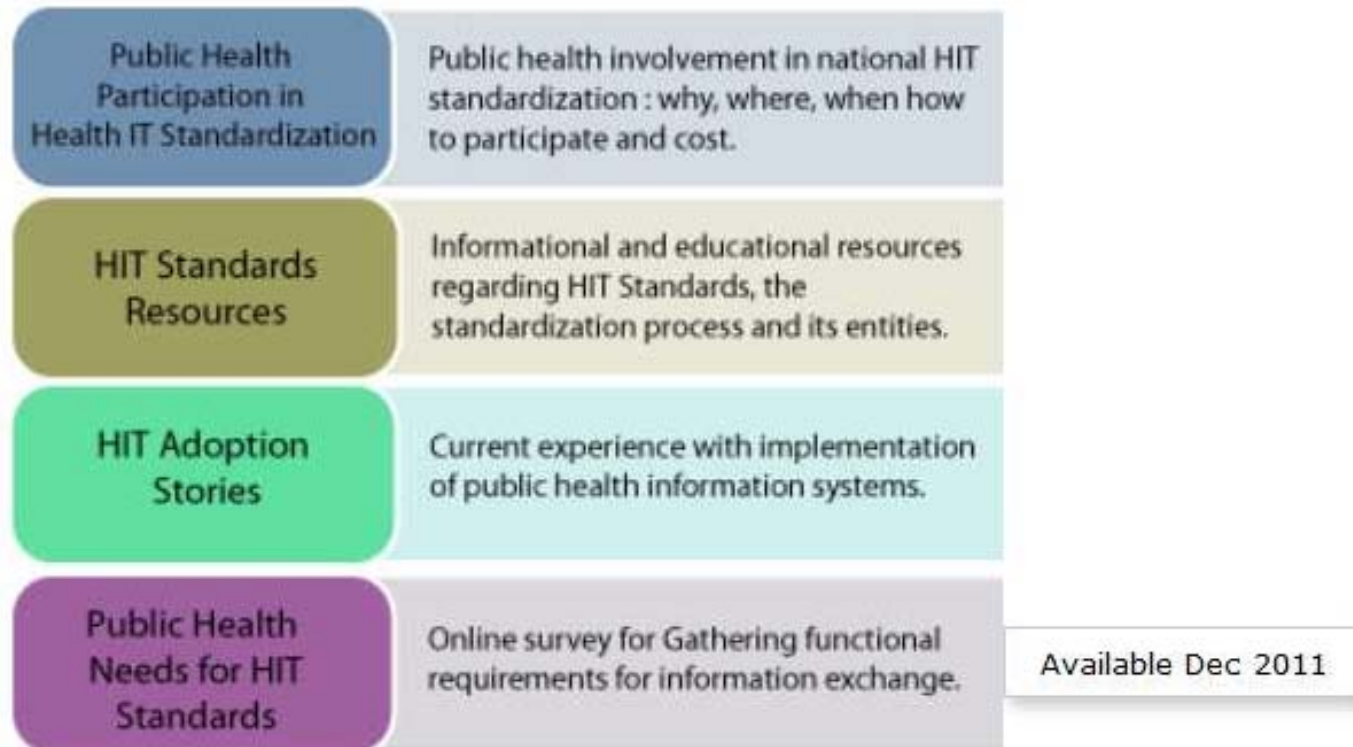 Public Health
Participation in
Health IT Standardization
Public health involvement in national HIT
standardization : why, where, when how
to participate and cost.
HIT Standards
Resources
Informational and educational resources
regarding HIT Standards, the
standardization process and its entities.
HIT Adoption
Stories
Current experience with implementation
of public health information systems.
Public Health
Needs for HIT
Standards
Online survey for Gathering functional
requirements for information exchange.
Available Dec 2011